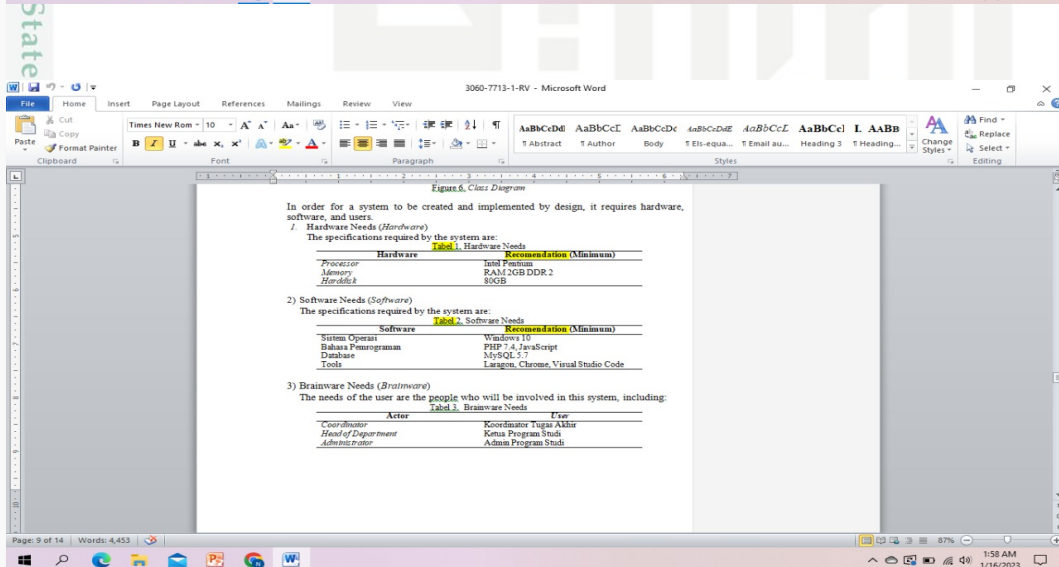 State
3060-7713-1-RV - Microsoft Word
File Home Insert Page Layout References Mailings Review View
Paste
Cut
Copy
Format Painter
Clipboard
Times New Rom 10
B I U abc
Font
Paragraph
AaBbCcDdI AaBbCcD AaBbCcDc AaBbCcDdE AaBbCcL AaBbCcl I. AABB
¶ Abstract ¶ Author Body ¶ Els-equa... ¶ Email au... Heading 3 ¶ Heading...
Styles
Change Styles
Find
Replace
Select
Editing
Figure 6. Class Diagram
In order for a system to be created and implemented by design, it requires hardware,
software, and users.
1. Hardware Needs (Hardware)
The specifications required by the system are:
Tabel 1. Hardware Needs
Hardware Recomendation (Minimum)
Processor Intel Pentium
Memory RAM 2GB DDR 2
Harddisk 80GB
2) Software Needs (Software)
The specifications required by the system are:
Tabel 2. Software Needs
Software Recomendation (Minimum)
Sistem Operasi Windows 10
Bahasa Pemrograman PHP 7.4, JavaScript
Database MySQL 5.7
Tools Laragon, Chrome, Visual Studio Code
3) Brainware Needs (Brainware)
The needs of the user are the people who will be involved in this system, including:
Tabel 3. Brainware Needs
Actor User
Coordinator Koordinator Tugas Akhir
Head of Department Ketua Program Studi
Administrator Admin Program Studi
Page: 9 of 14 Words: 4,453
87%
1:58 AM
1/16/2023